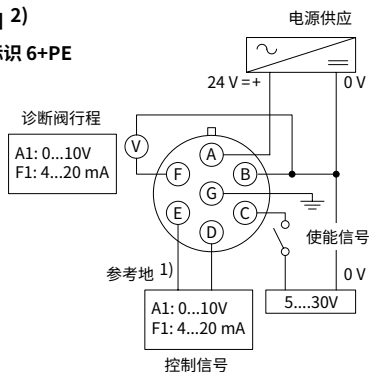 2)
标识 6+PE
电源供应
24 V = +
0 V
诊断阀行程
A1: 0...10V
F1: 4...20 mA
V
A
F
B
G
E
C
D
使能信号
参考地 1)
0 V
A1: 0...10V
F1: 4...20 mA
5....30V
控制信号